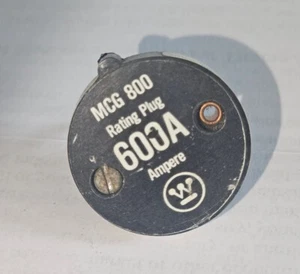 MCG 800
Rating Plug
600A
Ampere